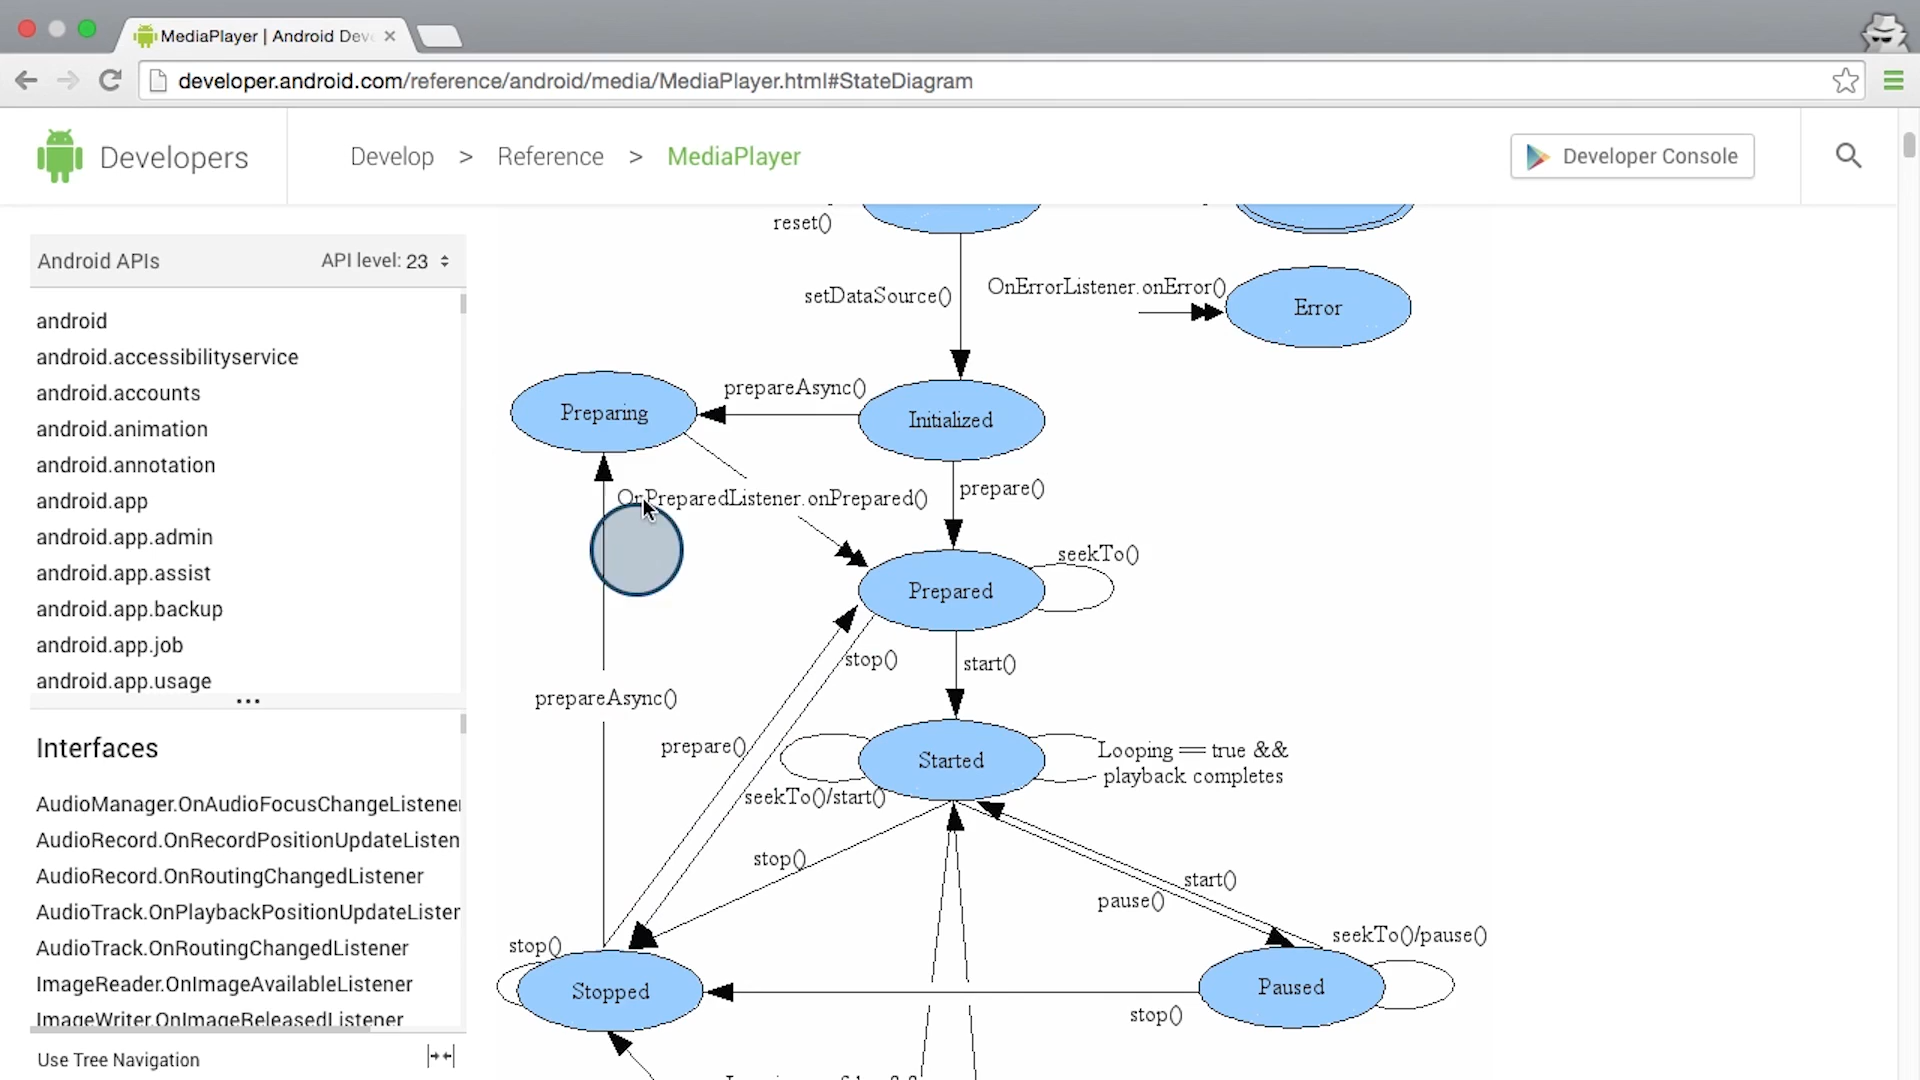 MediaPlayer | Android Dev
developer.android.com/reference/android/media/MediaPlayer.html#StateDiagram
Developers
Develop > Reference > MediaPlayer
Developer Console
Android APIs
API level: 23
android
android.accessibilityservice
android.accounts
android.animation
android.annotation
android.app
android.app.admin
android.app.assist
android.app.backup
android.app.job
android.app.usage
Interfaces
AudioManager.OnAudioFocusChangeListener
AudioRecord.OnRecordPositionUpdateListen
AudioRecord.OnRoutingChangedListener
AudioTrack.OnPlaybackPositionUpdateListen
AudioTrack.OnRoutingChangedListener
ImageReader.OnImageAvailableListener
ImageWriter.OnImageReleasedListener
Use Tree Navigation
reset()
setDataSource()
OnErrorListener.onError()
Error
prepareAsync()
Preparing
Initialized
OnPreparedListener.onPrepared()
prepare()
seekTo()
Prepared
stop()
start()
prepareAsync()
prepare()
Started
Looping == true &&
playback completes
seekTo()/start()
stop()
start()
pause()
seekTo()/pause()
stop()
Stopped
Paused
stop()